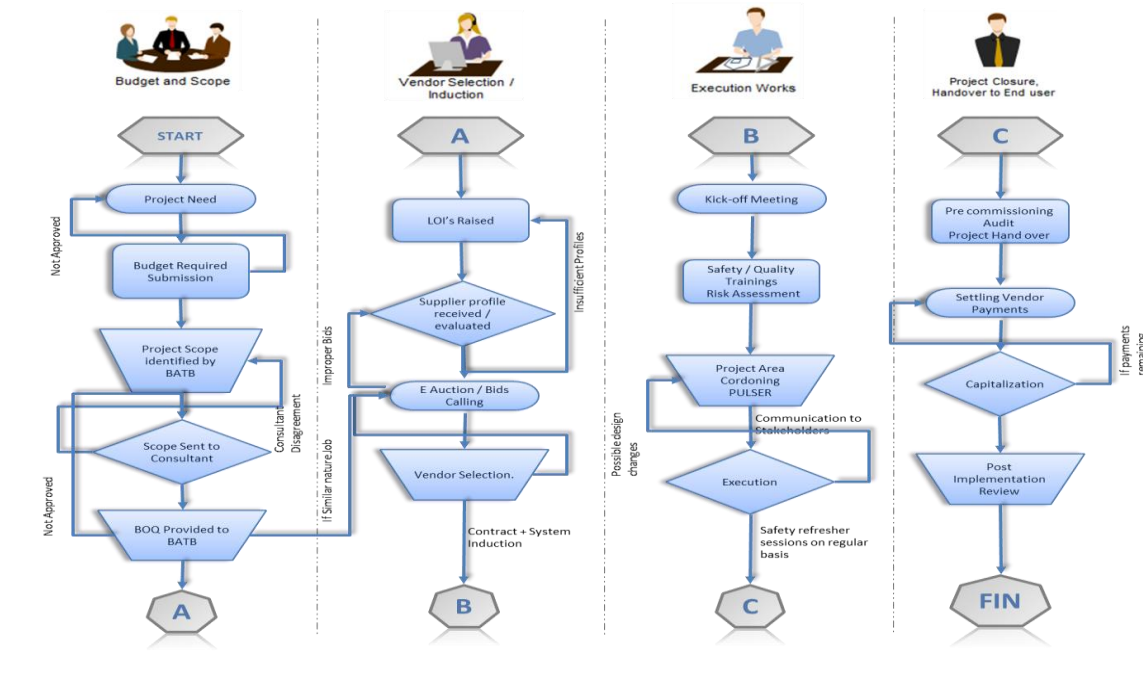 Budget and Scope
START
Project Need
Not Approved
Budget Required
Submission
Project Scope
identified by
BATB
Consultant
Disagreement
Scope Sent to
Consultant
Not Approved
BOQ Provided to
BATB
A
Vendor Selection /
Induction
A
LOI's Raised
Insufficient Profiles
Supplier profile
received /
evaluated
Improper Bids
E Auction / Bids
Calling
If Similar nature Job
Vendor Selection.
Contract + System
Induction
B
Execution Works
B
Kick-off Meeting
Safety / Quality
Trainings
Risk Assessment
Project Area
Cordoning
PULSER
Communication to
Stakeholders
Possible design
changes
Execution
Safety refresher
sessions on regular
basis
C
Project Closure,
Handover to End user
C
Pre commissioning
Audit
Project Hand over
Settling Vendor
Payments
If payments
remaining
Capitalization
Post
Implementation
Review
FIN